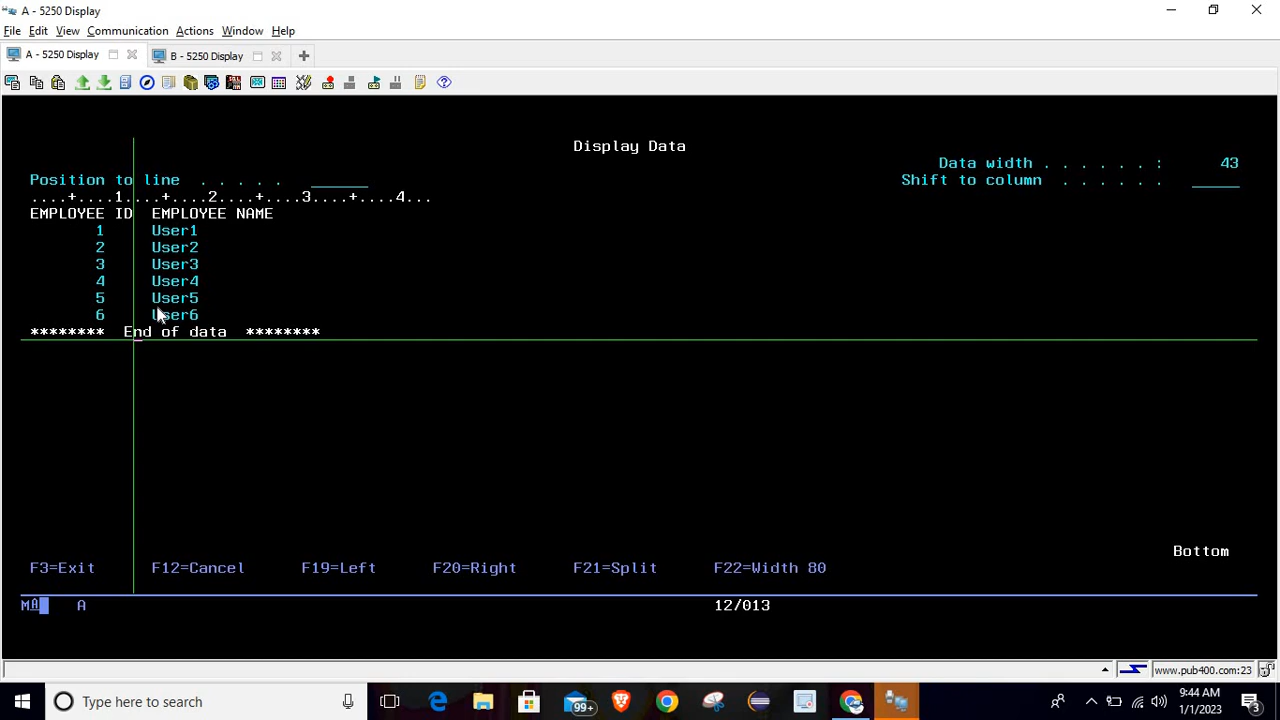 A - 5250 Display
File Edit View Communication Actions Window Help
A - 5250 Display B - 5250 Display
Display Data
Data width . . . . . . : 43
Position to line . . . . . Shift to column . . . . . .
....+....1....+....2....+....3....+....4...
EMPLOYEE ID EMPLOYEE NAME
1 User1
2 User2
3 User3
4 User4
5 User5
6 User6
******** End of data ********
Bottom
F3=Exit F12=Cancel F19=Left F20=Right F21=Split F22=Width 80
MA A 12/013
www.pub400.com:23
Type here to search
99+
9:44 AM
1/1/2023
3